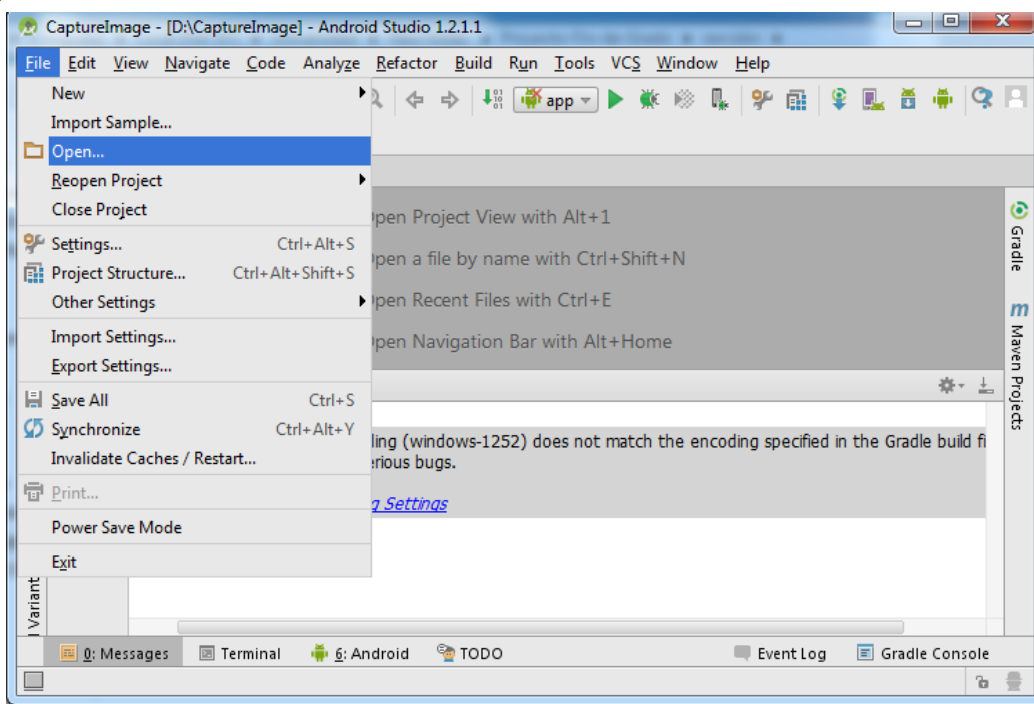 CaptureImage - [D:\CaptureImage] - Android Studio 1.2.1.1
File Edit View Navigate Code Analyze Refactor Build Run Tools VCS Window Help
app
New
Import Sample...
Open...
Reopen Project
Close Project
Settings... Ctrl+Alt+S
Project Structure... Ctrl+Alt+Shift+S
Other Settings
Import Settings...
Export Settings...
Save All Ctrl+S
Synchronize Ctrl+Alt+Y
Invalidate Caches / Restart...
Print...
Power Save Mode
Exit
pen Project View with Alt+1
pen a file by name with Ctrl+Shift+N
pen Recent Files with Ctrl+E
pen Navigation Bar with Alt+Home
ling (windows-1252) does not match the encoding specified in the Gradle build fi
erious bugs.
g Settings
Gradle
m Maven Projects
Variant
0: Messages Terminal 6: Android TODO Event Log Gradle Console